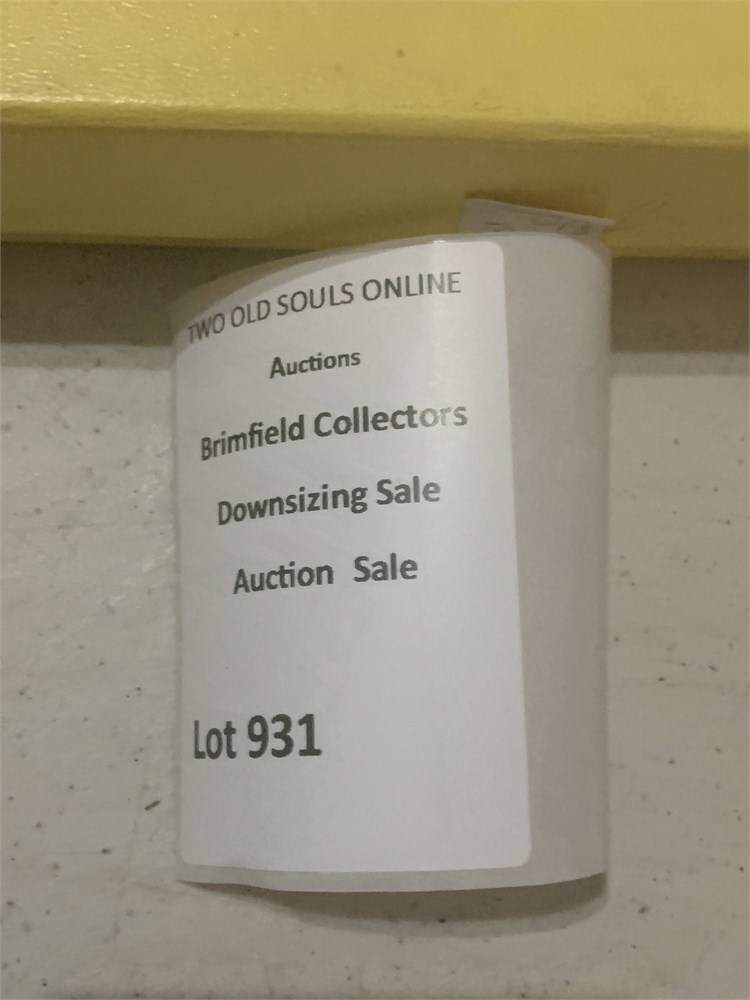 TWO OLD SOULS ONLINE
Auctions
Brimfield Collectors
Downsizing Sale
Auction Sale
Lot 931